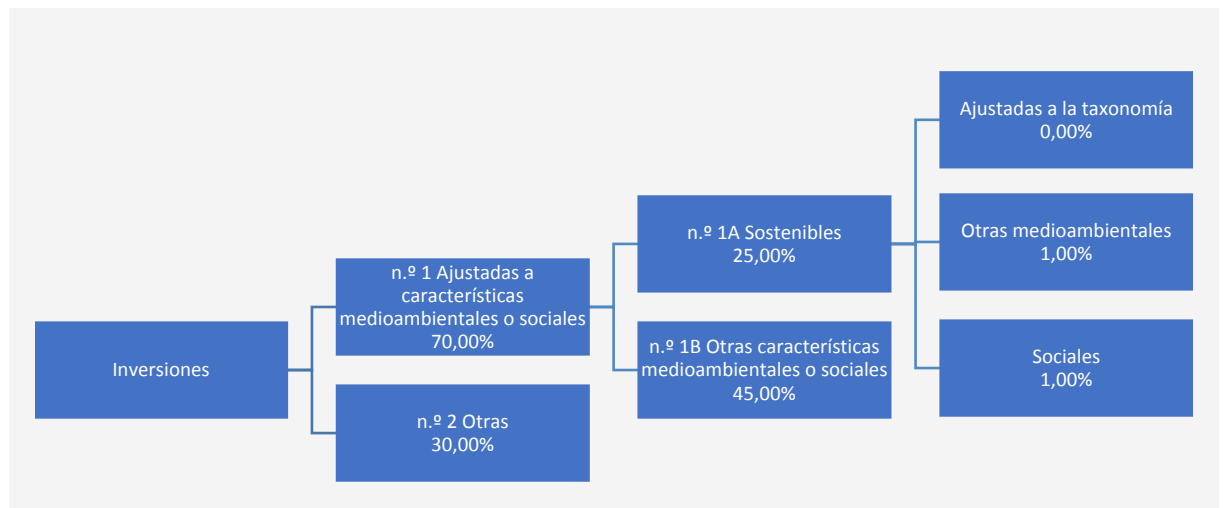 Inversiones
n.º 1 Ajustadas a
características
medioambientales o sociales
70,00%
n.º 2 Otras
30,00%
n.º 1A Sostenibles
25,00%
n.º 1B Otras características
medioambientales o sociales
45,00%
Ajustadas a la taxonomía
0,00%
Otras medioambientales
1,00%
Sociales
1,00%